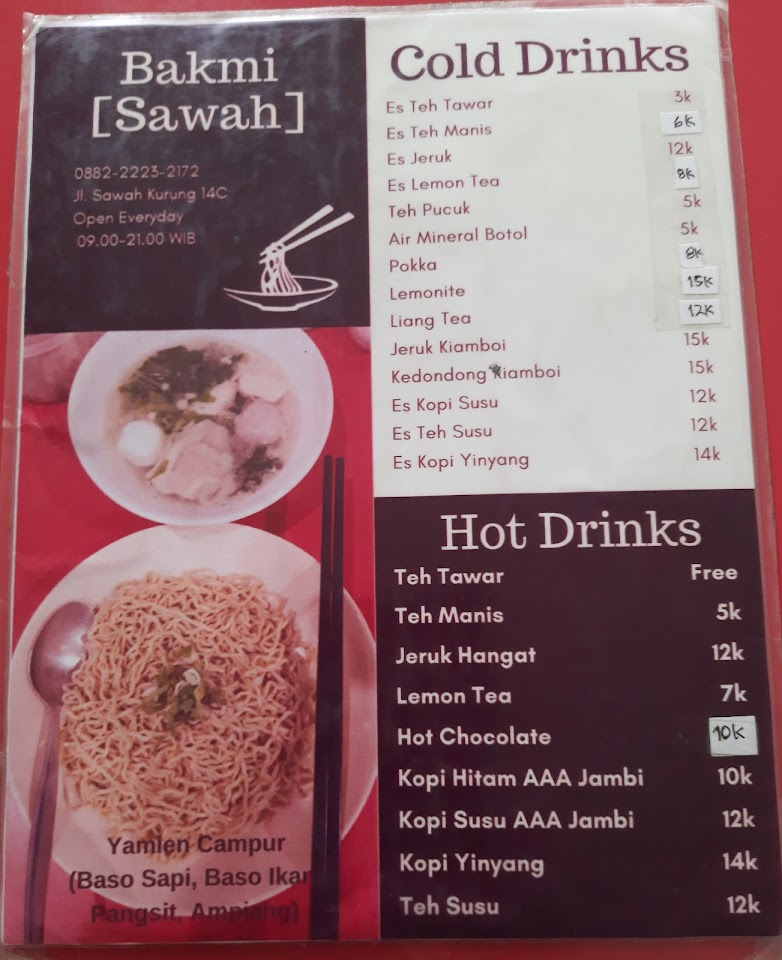 Bakmi
[Sawah]
0882-2223-2172
Jl. Sawah Kurung 14C
Open Everyday
09.00-21.00 WIB
Yamien Campur
(Baso Sapi, Baso Ikan
Pangsit, Ampiang)
Cold Drinks
Es Teh Tawar 3k
Es Teh Manis 6K
Es Jeruk 12k
Es Lemon Tea 8K
Teh Pucuk 5k
Air Mineral Botol 5k
Pokka 8K
Lemonite 15K
Liang Tea 12K
Jeruk Kiamboi 15k
Kedondong Kiamboi 15k
Es Kopi Susu 12k
Es Teh Susu 12k
Es Kopi Yinyang 14k
Hot Drinks
Teh Tawar Free
Teh Manis 5k
Jeruk Hangat 12k
Lemon Tea 7k
Hot Chocolate 10K
Kopi Hitam AAA Jambi 10k
Kopi Susu AAA Jambi 12k
Kopi Yinyang 14k
Teh Susu 12k